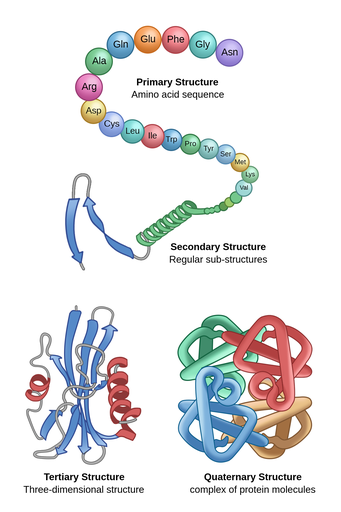 Gln
Glu
Phe
Gly
Asn
Ala
Arg
Primary Structure
Amino acid sequence
Asp
Cys
Leu
Ile
Trp
Pro
Tyr
Ser
Met
Lys
Val
Secondary Structure
Regular sub-structures
Tertiary Structure
Three-dimensional structure
Quaternary Structure
complex of protein molecules